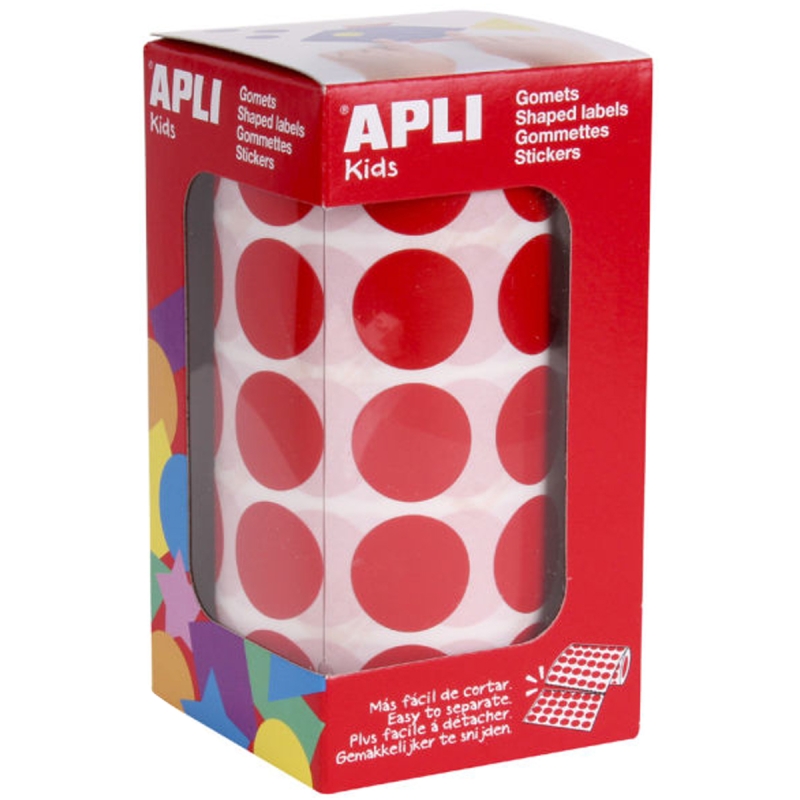 ® APLI
Kids
Gomets
Shaped labels
Gommettes
Stickers
® APLI
Kids
Gomets
Shaped labels
Gommettes
Stickers
Más fácil de cortar.
Easy to separate.
Plus facile á détacher.
Gemakkelijker te snijden.